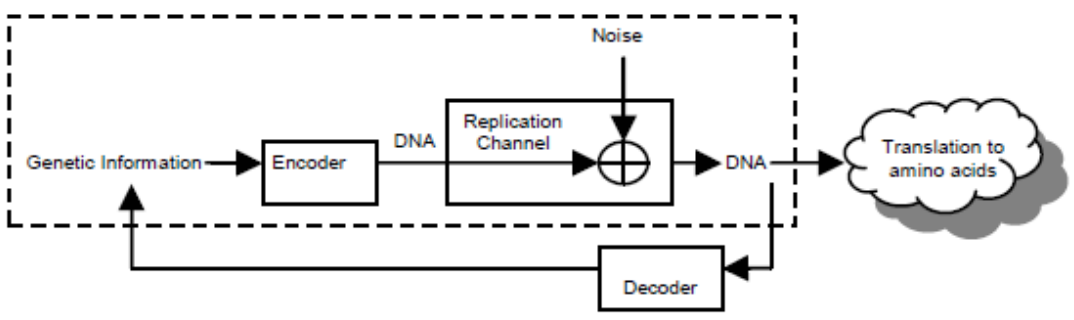 Noise
Replication
Channel
DNA
Genetic Information
Encoder
DNA
Translation to
amino acids
Decoder